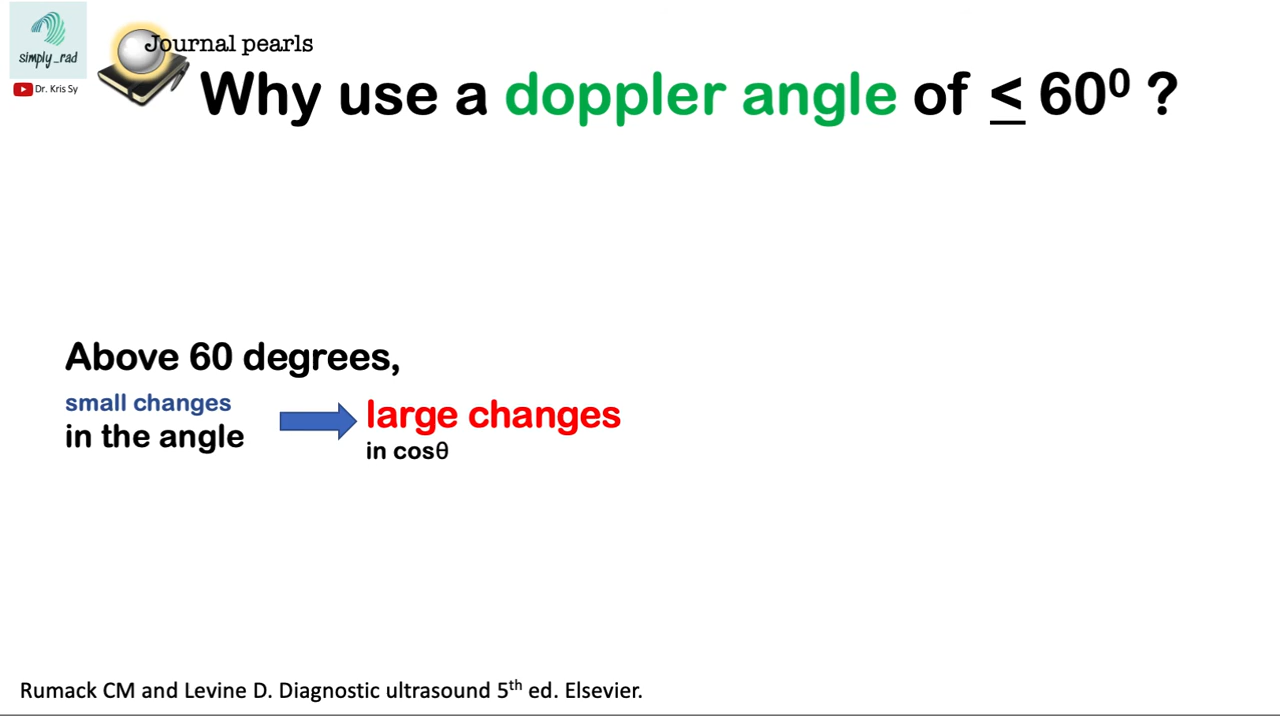 simply_rad
Dr. Kris Sy
Journal pearls
Why use a doppler angle of ≤ 60⁰ ?
Above 60 degrees,
small changes
in the angle
large changes
in cosθ
Rumack CM and Levine D. Diagnostic ultrasound 5ᵗʰ ed. Elsevier.